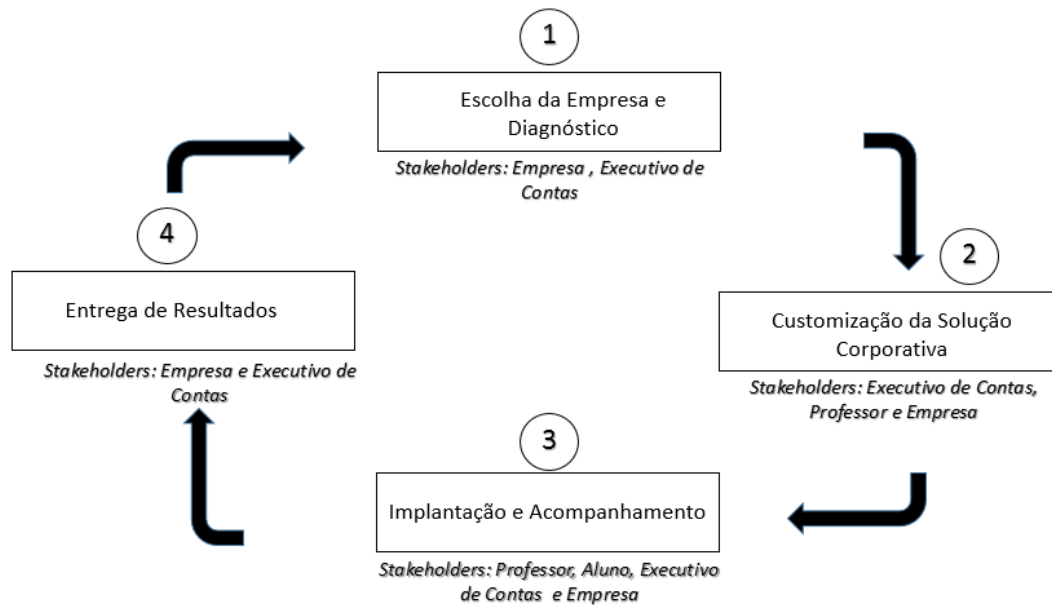 1
Escolha da Empresa e
Diagnóstico
Stakeholders: Empresa , Executivo de
Contas
2
Customização da Solução
Corporativa
Stakeholders: Executivo de Contas,
Professor e Empresa
3
Implantação e Acompanhamento
Stakeholders: Professor, Aluno, Executivo
de Contas e Empresa
4
Entrega de Resultados
Stakeholders: Empresa e Executivo de
Contas